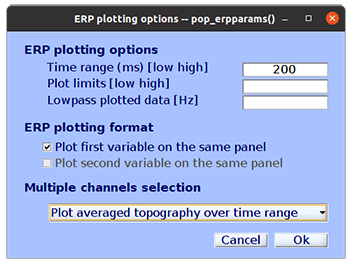 ERP plotting options -- pop_erpparams()
ERP plotting options
Time range (ms) [low high] 200
Plot limits [low high]
Lowpass plotted data [Hz]
ERP plotting format
Plot first variable on the same panel
Plot second variable on the same panel
Multiple channels selection
Plot averaged topography over time range
Cancel Ok